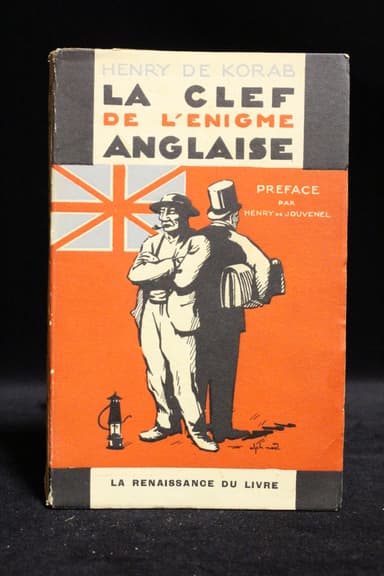 HENRY DE KORAB
LA CLEF
DE L'ENIGME
ANGLAISE
PREFACE
PAR
HENRY DE JOUVENEL
LA RENAISSANCE DU LIVRE